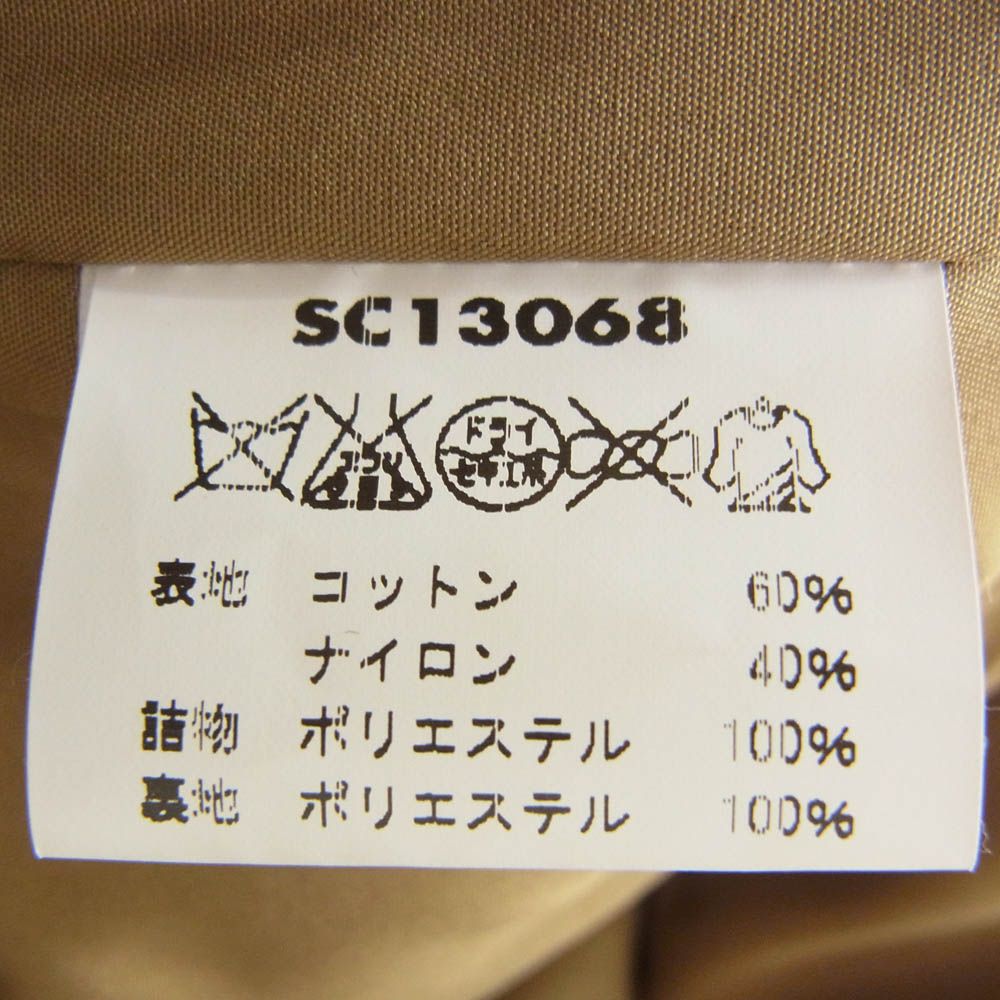 SC13068
ドライ
セキユ系
表地 コットン 60%
ナイロン 40%
詰物 ポリエステル 100%
裏地 ポリエステル 100%